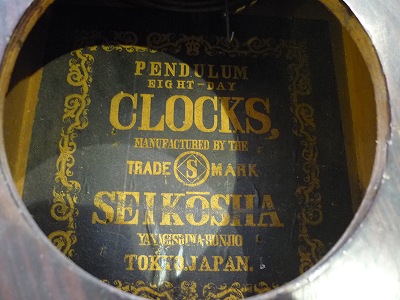 PENDULUM
EIGHT-DAY
CLOCKS,
MANUFACTURED BY THE
TRADE S MARK
SEIKOSHA
YANAGISHIMA-HONJIO
TOKYO, JAPAN.